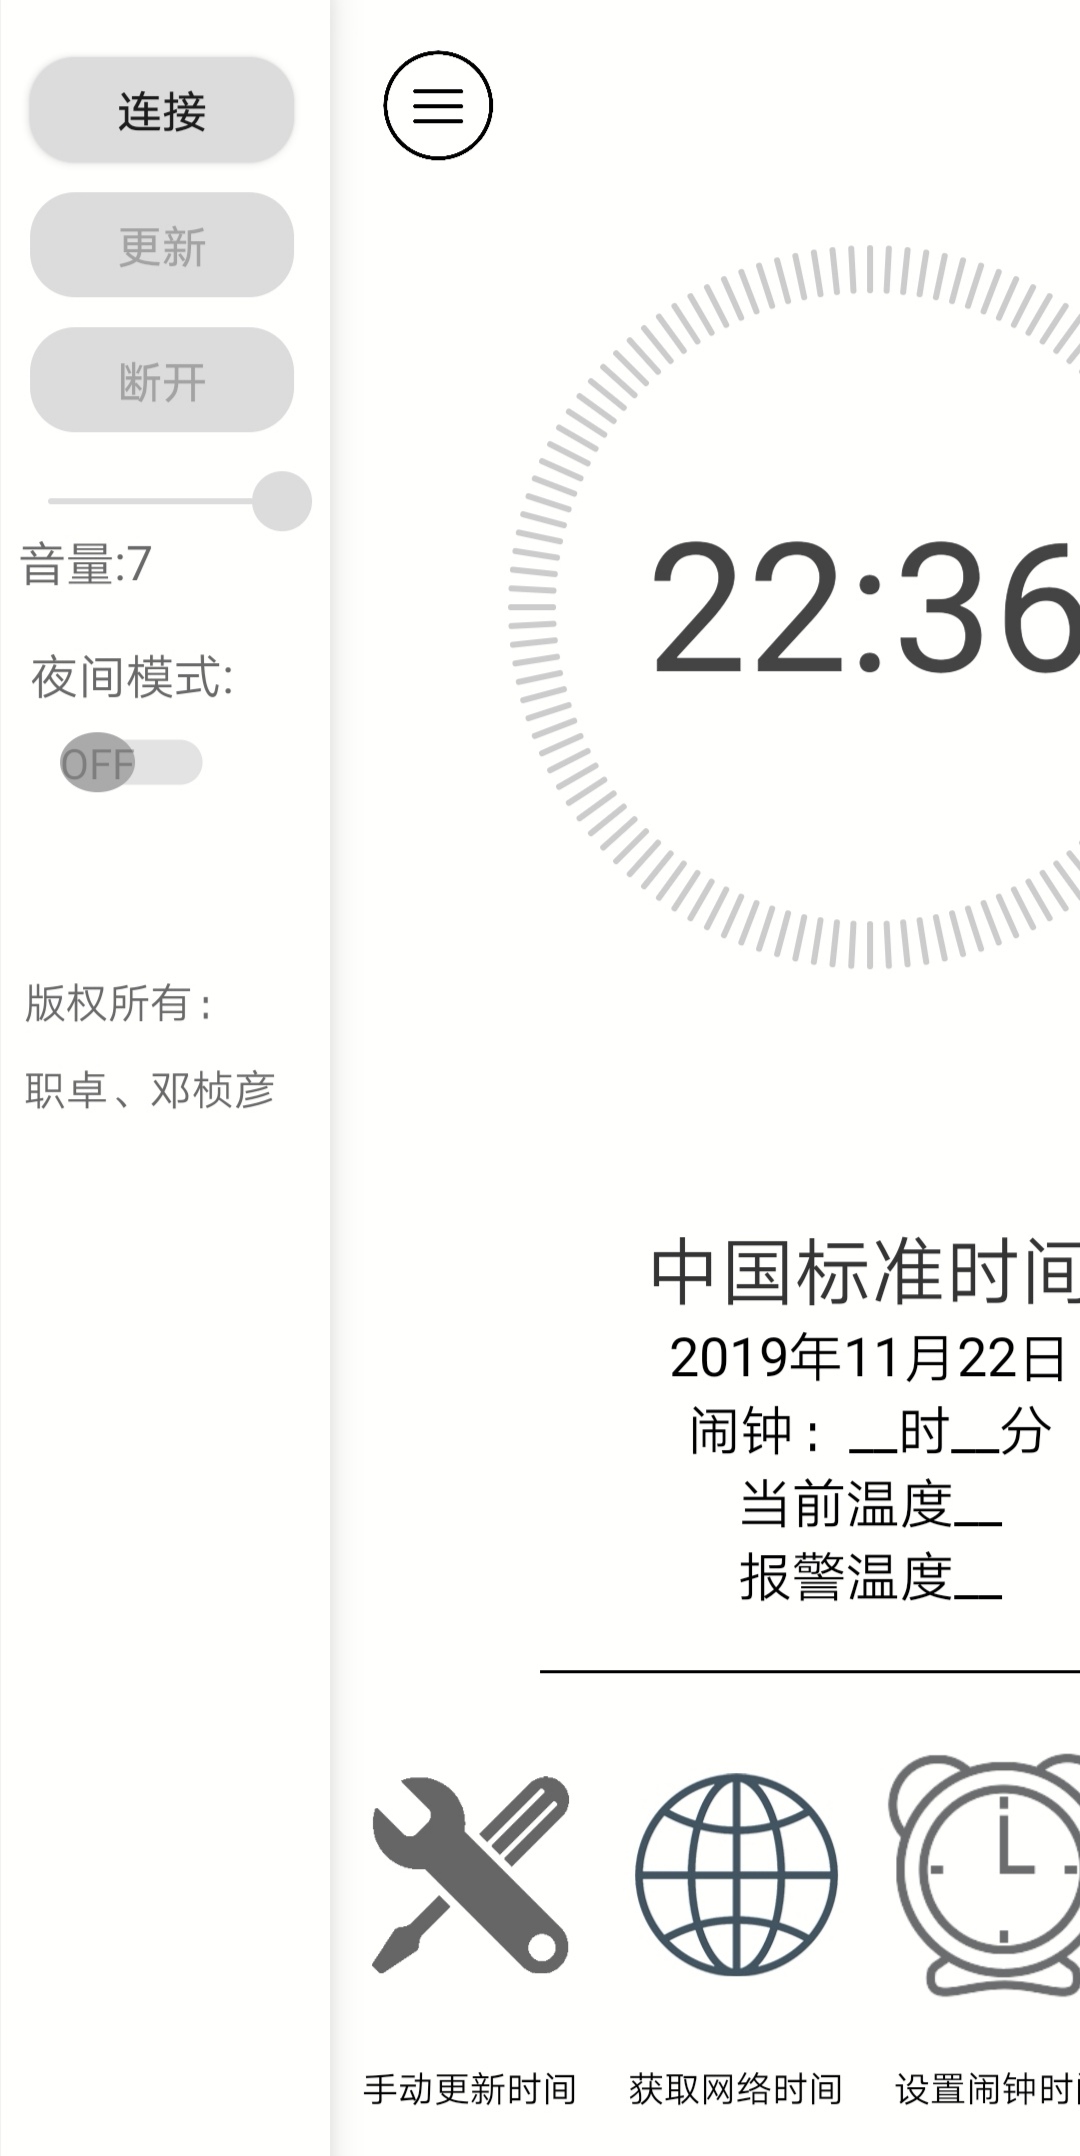 连接
更新
断开
音量:7
夜间模式:
OFF
版权所有:
职卓、邓桢彦
22:36
中国标准时间
2019年11月22日
闹钟: __时__分
当前温度__
报警温度__
手动更新时间
获取网络时间
设置闹钟时间